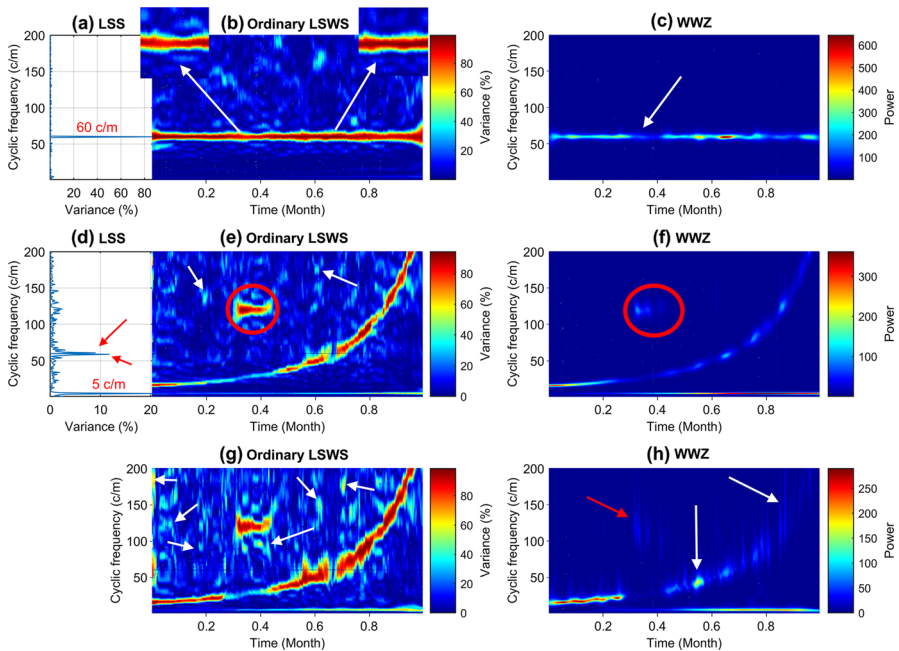 (a) LSS
(b) Ordinary LSWS
(c) WWZ
Cyclic frequency (c/m)
200
150
100
50
60 c/m
0 20 40 60 80
Variance (%)
0.2 0.4 0.6 0.8
Time (Month)
80
60
40
20
Variance (%)
Cyclic frequency (c/m)
200
150
100
50
0 0.2 0.4 0.6 0.8
Time (Month)
600
500
400
300
200
100
Power
(d) LSS
(e) Ordinary LSWS
(f) WWZ
Cyclic frequency (c/m)
200
150
100
50
0
5 c/m
0 10 20
Variance (%)
0.2 0.4 0.6 0.8
Time (Month)
80
60
40
20
0
Variance (%)
Cyclic frequency (c/m)
200
150
100
50
0
0 0.2 0.4 0.6 0.8
Time (Month)
300
200
100
Power
(g) Ordinary LSWS
(h) WWZ
Cyclic frequency (c/m)
200
150
100
50
0.2 0.4 0.6 0.8
Time (Month)
80
60
40
20
0
Variance (%)
Cyclic frequency (c/m)
200
150
100
50
0 0.2 0.4 0.6 0.8
Time (Month)
250
200
150
100
50
0
Power